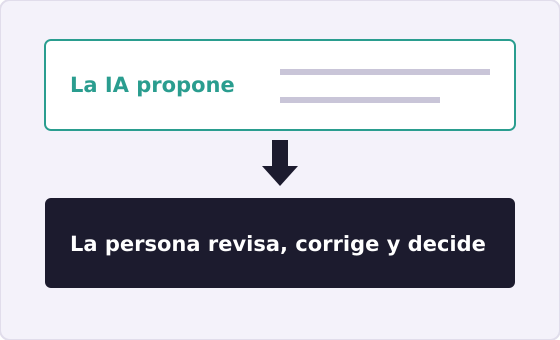 La IA propone
La persona revisa, corrige y decide